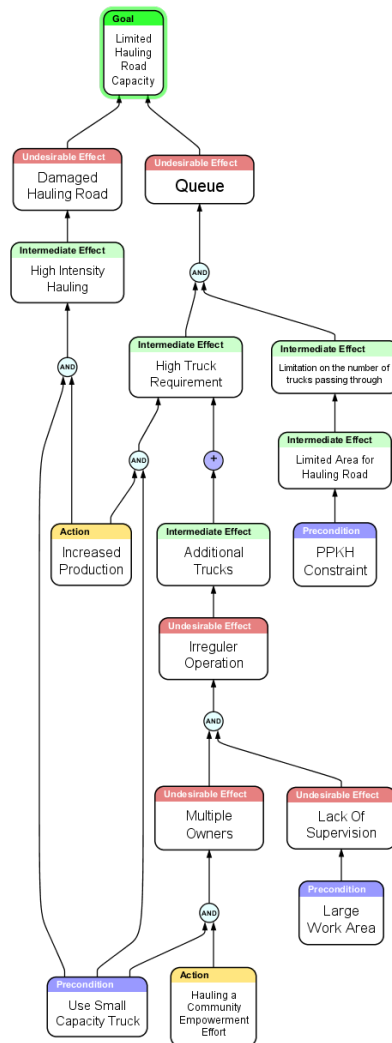 Goal
Limited
Hauling
Road
Capacity
Undesirable Effect
Damaged
Hauling Road
Undesirable Effect
Queue
Intermediate Effect
High Intensity
Hauling
AND
Intermediate Effect
High Truck
Requirement
Intermediate Effect
Limitation on the number of
trucks passing through
AND
AND
+
Intermediate Effect
Limited Area for
Hauling Road
Action
Increased
Production
Intermediate Effect
Additional
Trucks
Precondition
PPKH
Constraint
Undesirable Effect
Irreguler
Operation
AND
Undesirable Effect
Multiple
Owners
Undesirable Effect
Lack Of
Supervision
Precondition
Large
Work Area
AND
Precondition
Use Small
Capacity Truck
Action
Hauling a
Community
Empowerment
Effort